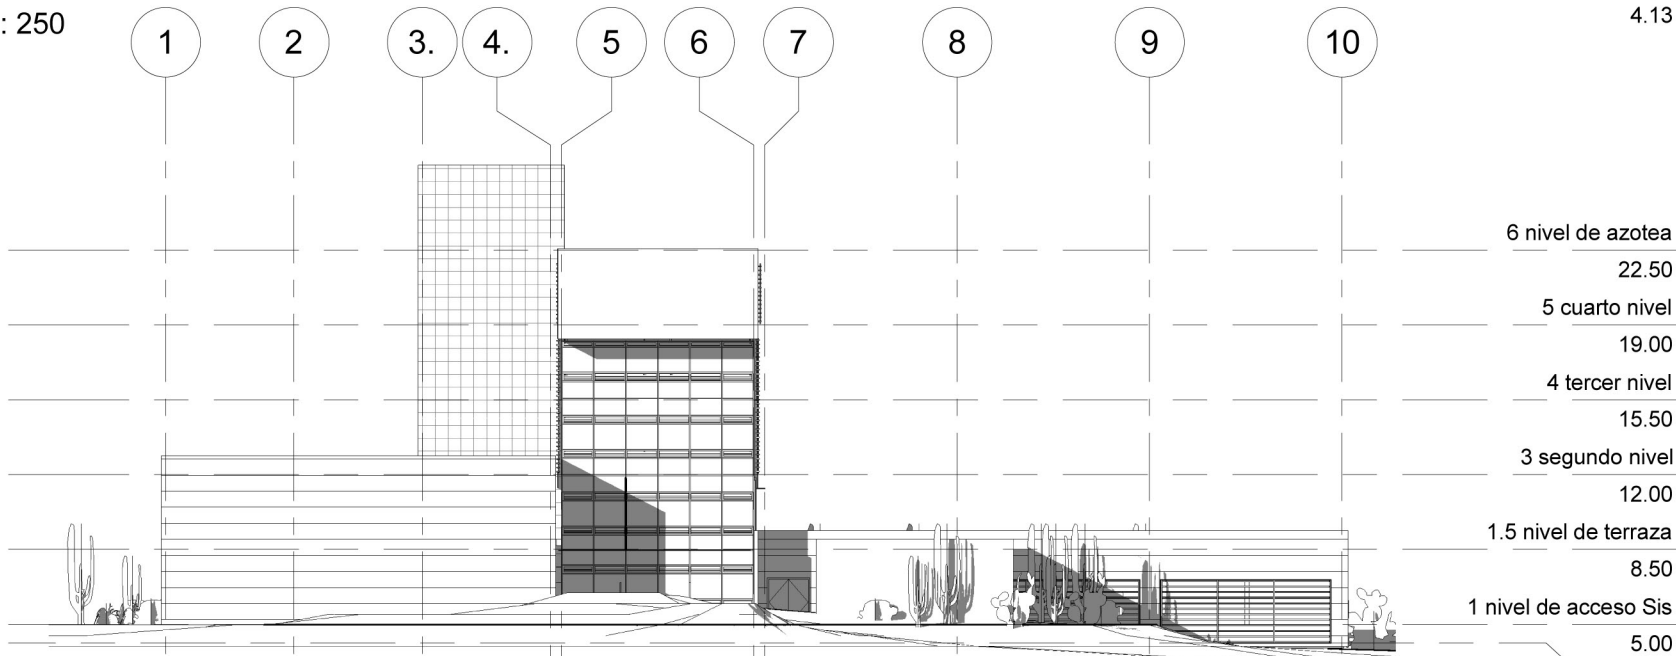 : 250
1 2 3. 4. 5 6 7 8 9 10
4.13
6 nivel de azotea
22.50
5 cuarto nivel
19.00
4 tercer nivel
15.50
3 segundo nivel
12.00
1.5 nivel de terraza
8.50
1 nivel de acceso Sis
5.00